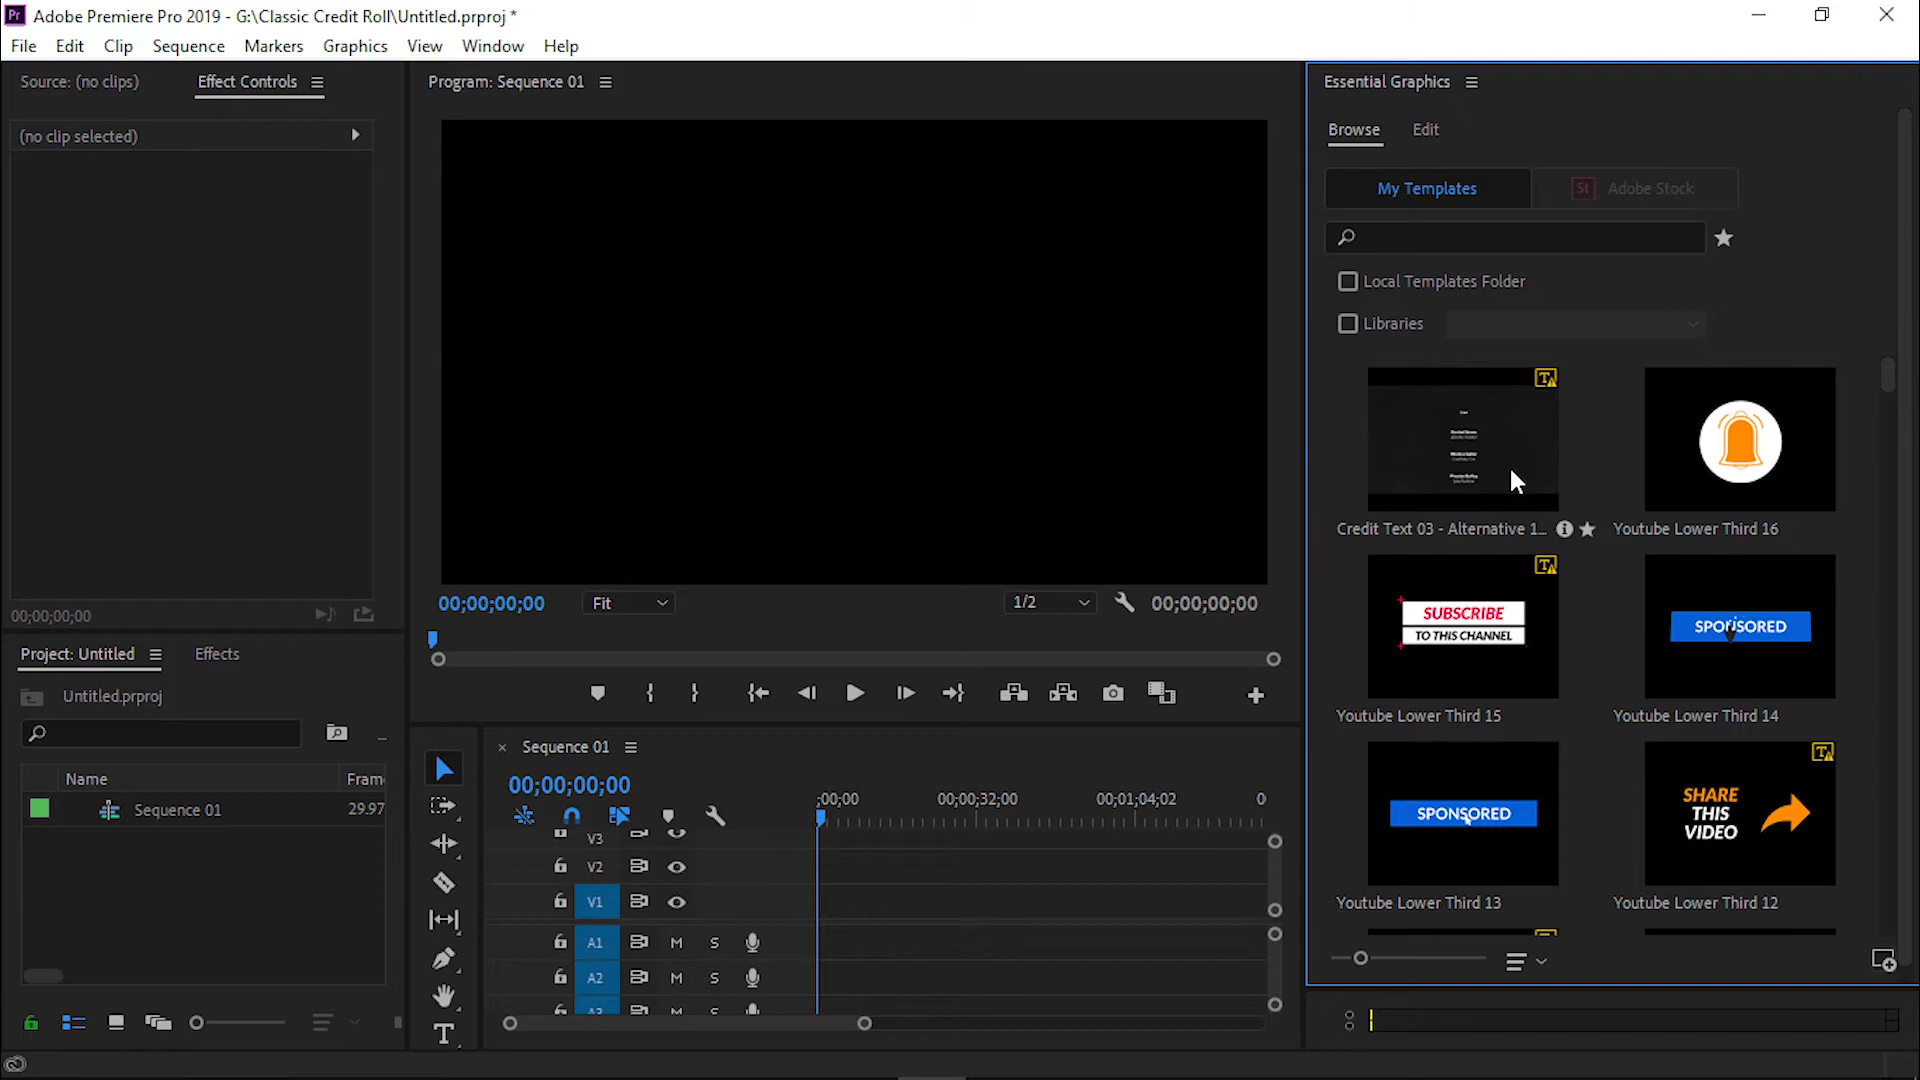 Pr Adobe Premiere Pro 2019 - G:\Classic Credit Roll\Untitled.prproj *
File Edit Clip Sequence Markers Graphics View Window Help
Source: (no clips) Effect Controls
Program: Sequence 01
Essential Graphics
(no clip selected)
Browse Edit
My Templates St Adobe Stock
Local Templates Folder
Libraries
Credit Text 03 - Alternative 1... Youtube Lower Third 16
SUBSCRIBE
TO THIS CHANNEL
SPONSORED
Youtube Lower Third 15 Youtube Lower Third 14
SPONSORED
SHARE
THIS
VIDEO
Youtube Lower Third 13 Youtube Lower Third 12
00;00;00;00 Fit 1/2 00;00;00;00
00;00;00;00
Project: Untitled Effects
Untitled.prproj
Name Fram
Sequence 01 29.97
× Sequence 01
00;00;00;00
;00;00 00;00;32;00 00;01;04;02 0
V3
V2
V1
A1 M S
A2 M S
A3
T